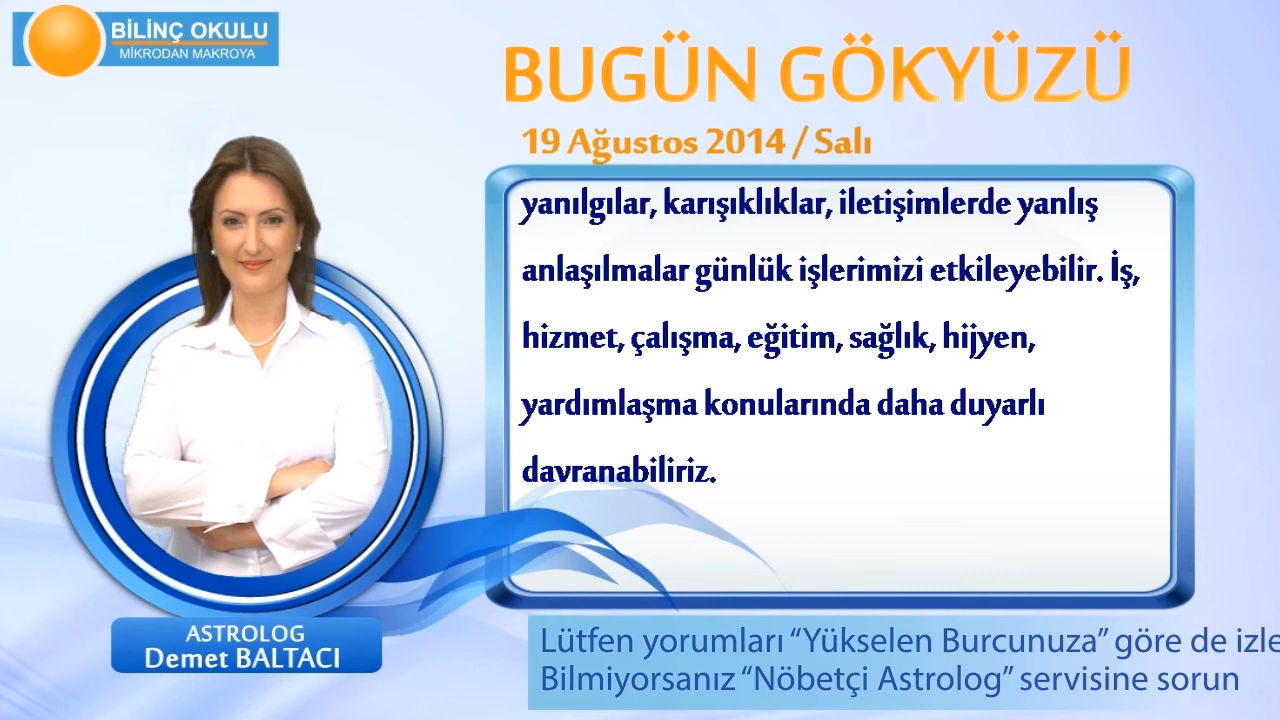 BİLİNÇ OKULU
MİKRODAN MAKROYA
BUGÜN GÖKYÜZÜ
19 Ağustos 2014 / Salı
yanılgılar, karışıklıklar, iletişimlerde yanlış
anlaşılmalar günlük işlerimizi etkileyebilir. İş,
hizmet, çalışma, eğitim, sağlık, hijyen,
yardımlaşma konularında daha duyarlı
davranabiliriz.
ASTROLOG
Demet BALTACI
Lütfen yorumları “Yükselen Burcunuza” göre de izle
Bilmiyorsanız “Nöbetçi Astrolog” servisine sorun